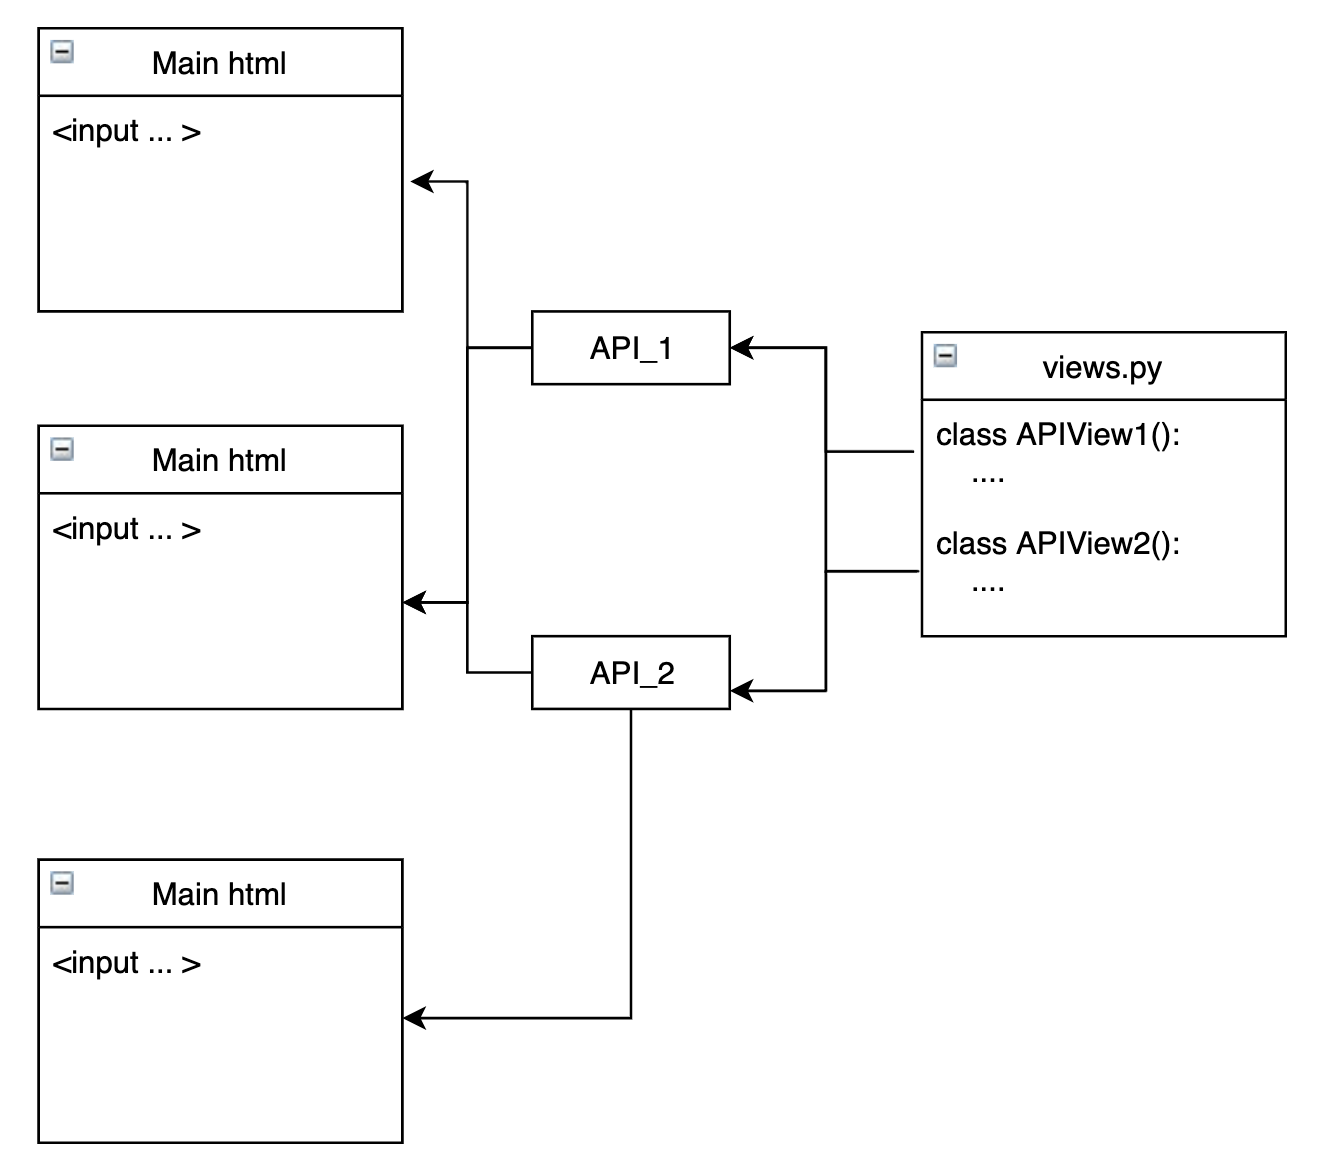 Main html
<input ... >
API_1
views.py
class APIView1():
....
class APIView2():
....
Main html
<input ... >
API_2
Main html
<input ... >